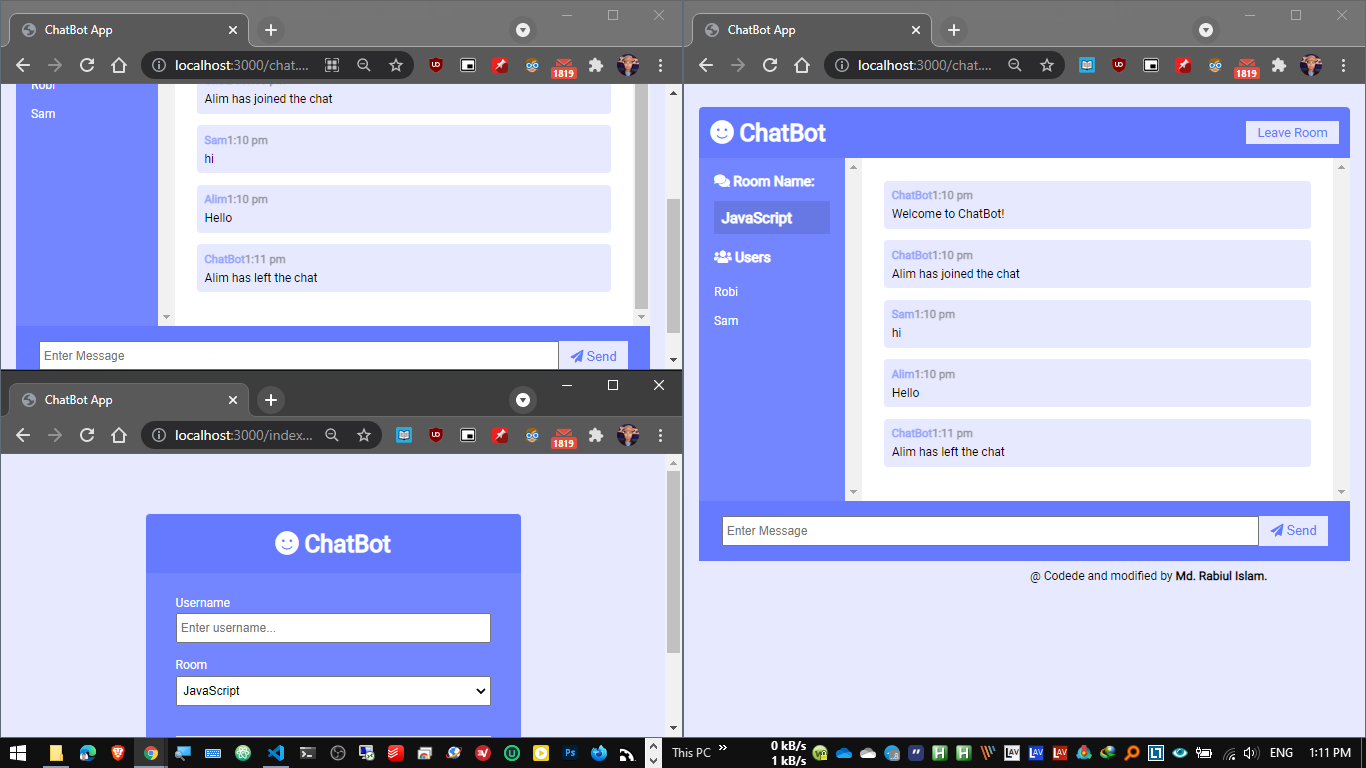 ChatBot App
localhost:3000/chat....
1819
Robi
Sam
Alim has joined the chat
Sam1:10 pm
hi
Alim1:10 pm
Hello
ChatBot1:11 pm
Alim has left the chat
Enter Message
Send
ChatBot App
localhost:3000/index...
1819
ChatBot
Username
Enter username...
Room
JavaScript
ChatBot App
localhost:3000/chat....
1819
ChatBot
Leave Room
Room Name:
JavaScript
Users
Robi
Sam
ChatBot1:10 pm
Welcome to ChatBot!
ChatBot1:10 pm
Alim has joined the chat
Sam1:10 pm
hi
Alim1:10 pm
Hello
ChatBot1:11 pm
Alim has left the chat
Enter Message
Send
@ Codede and modified by Md. Rabiul Islam.
This PC
0 kB/s
1 kB/s
LAV
LAV
LAV
ENG
1:11 PM